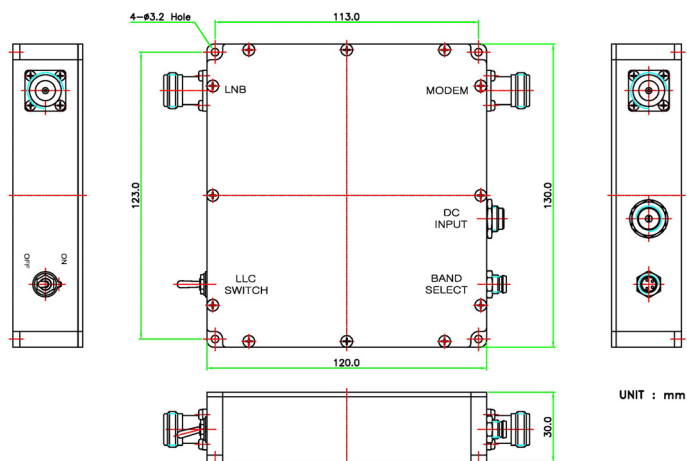 4-ø3.2 Hole
113.0
LNB
MODEM
123.0
130.0
DC
INPUT
OFF
ON
LLC
SWITCH
BAND
SELECT
120.0
UNIT : mm
30.0